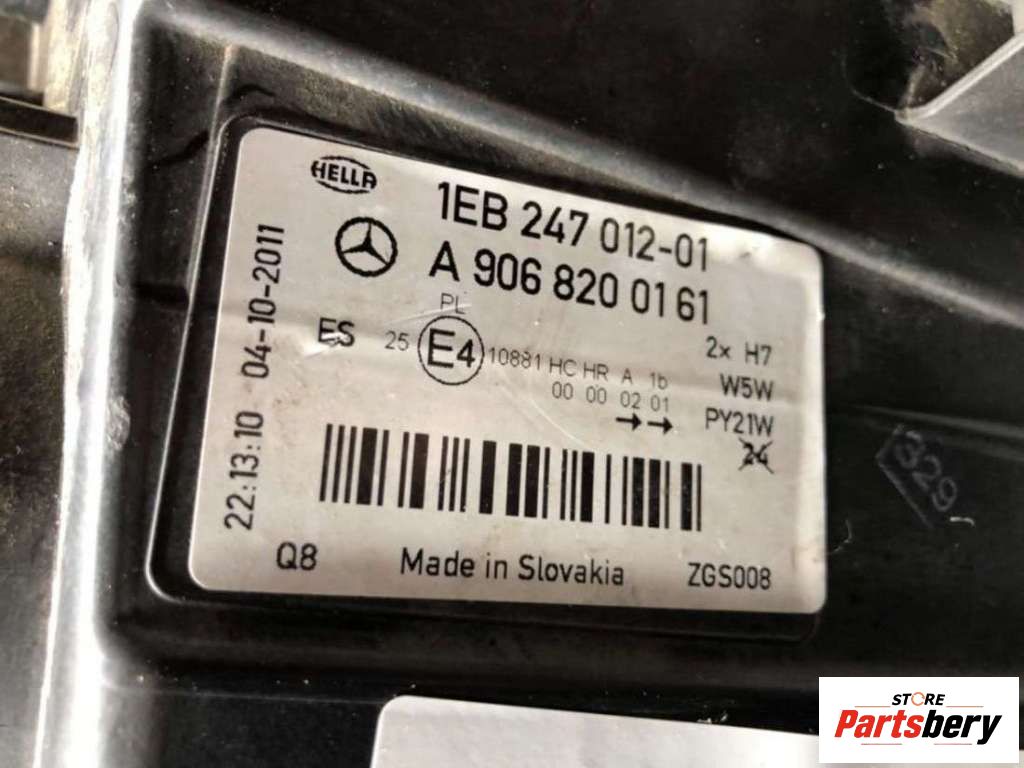 HELLA
1EB 247 012-01
A 906 820 01 61
PL
ES 25 E4 10881 HC HR A 1b
00 00 02 01
→→
2x H7
W5W
PY21W
24
22:13:10 04-10-2011
Q8 Made in Slovakia ZGS008
329
STORE
Partsbery